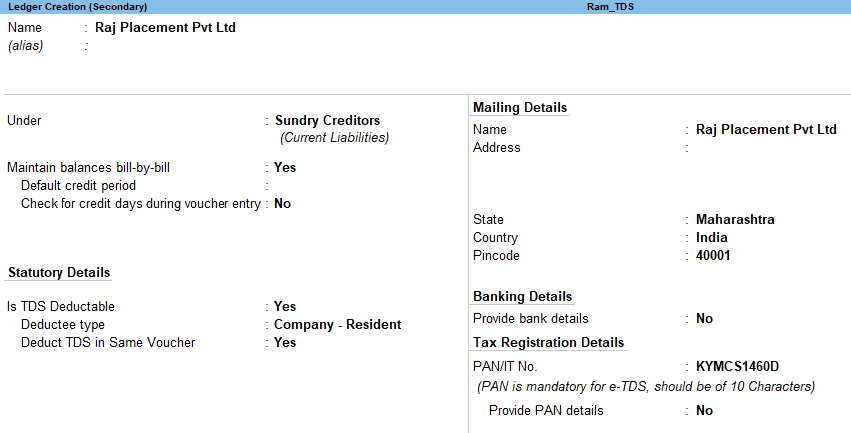 Ledger Creation (Secondary) Ram_TDS
Name : Raj Placement Pvt Ltd
(alias) :
Under : Sundry Creditors
(Current Liabilities)
Maintain balances bill-by-bill : Yes
Default credit period :
Check for credit days during voucher entry : No
Statutory Details
Is TDS Deductable : Yes
Deductee type : Company - Resident
Deduct TDS in Same Voucher : Yes
Mailing Details
Name : Raj Placement Pvt Ltd
Address :
State : Maharashtra
Country : India
Pincode : 40001
Banking Details
Provide bank details : No
Tax Registration Details
PAN/IT No. : KYMCS1460D
(PAN is mandatory for e-TDS, should be of 10 Characters)
Provide PAN details : No